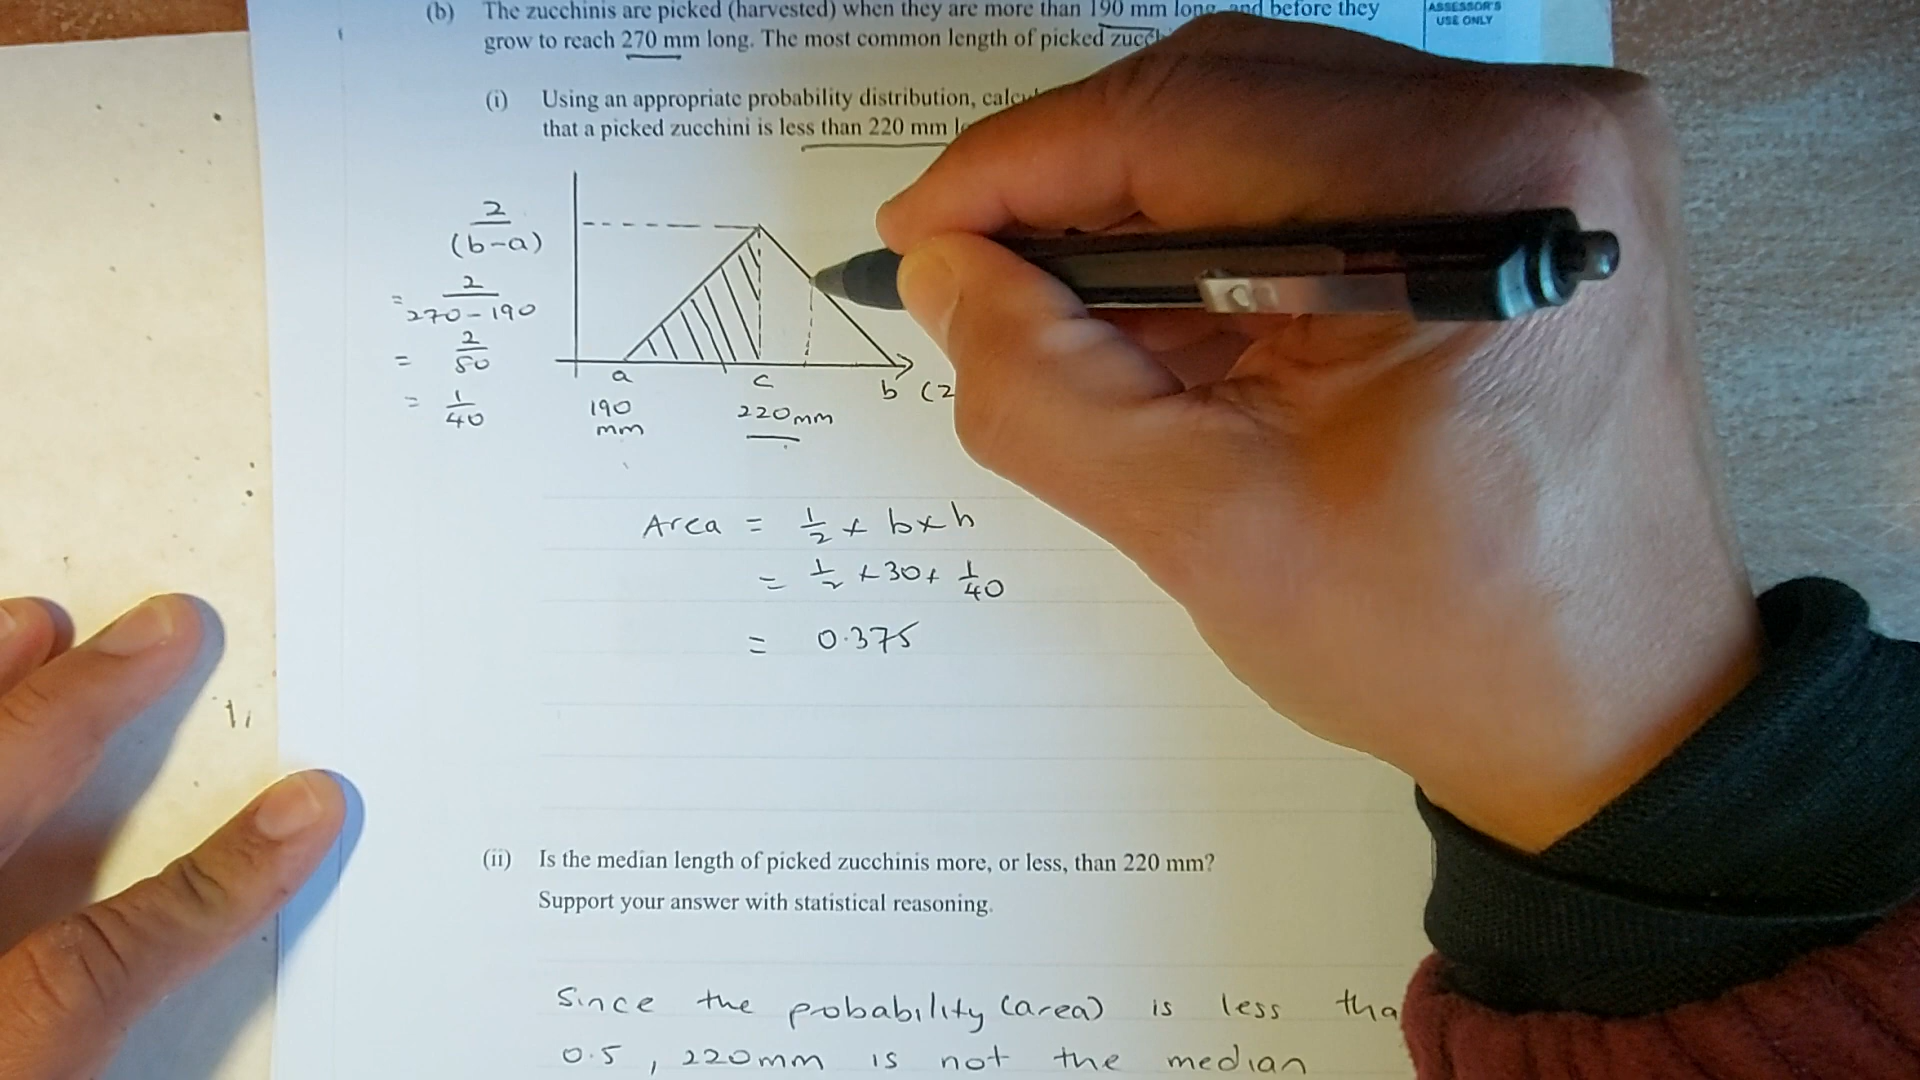 (b) The zucchinis are picked (harvested) when they are more than 190 mm long, and before they
grow to reach 270 mm long. The most common length of picked
ASSESSOR'S
USE ONLY
(i) Using an appropriate probability distribution,
that a picked zucchini is less than 220 mm
2
(b-a)
= 2
270-190
= 2
80
= 1
40
a c b (2
190 mm
220mm
Area = 1/2 × b×h
= 1/2 ×30× 1/40
= 0.375
(ii) Is the median length of picked zucchinis more, or less, than 220 mm?
Support your answer with statistical reasoning.
Since the probability (area) is less
0.5, 220mm is not the median